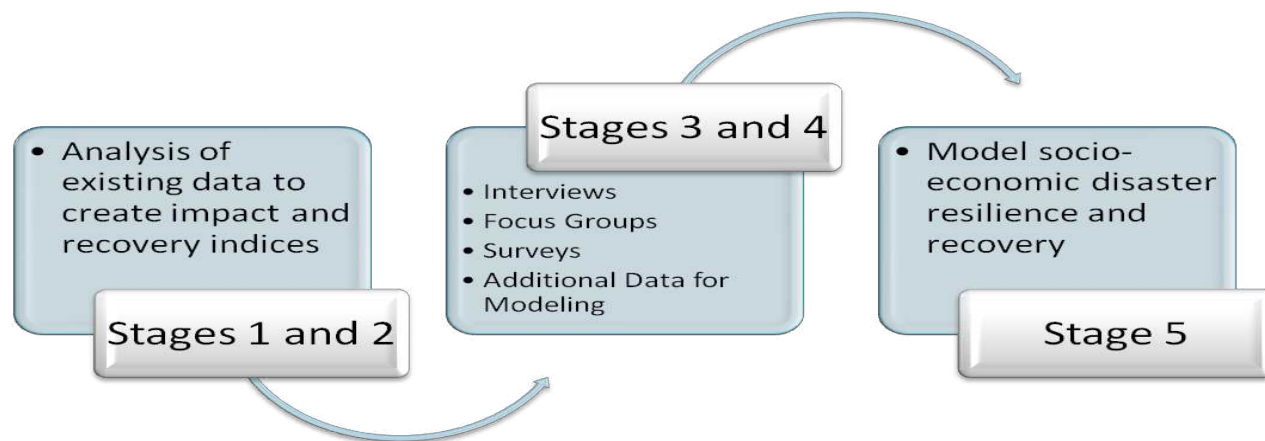 • Analysis of
existing data to
create impact and
recovery indices
Stages 1 and 2
Stages 3 and 4
• Interviews
• Focus Groups
• Surveys
• Additional Data for
Modeling
• Model socio-
economic disaster
resilience and
recovery
Stage 5